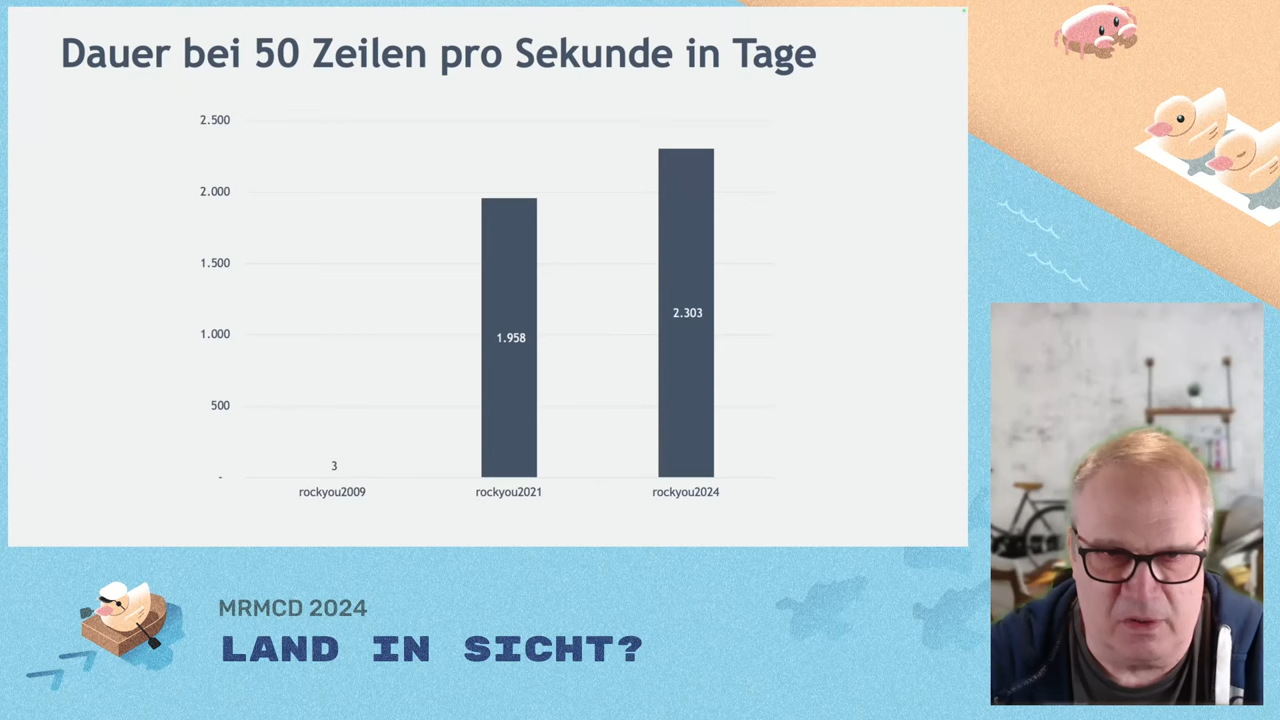 Dauer bei 50 Zeilen pro Sekunde in Tage
2.500
2.000
1.500
1.000
500
-
3
1.958
2.303
rockyou2009
rockyou2021
rockyou2024
MRMCD 2024
LAND IN SICHT?